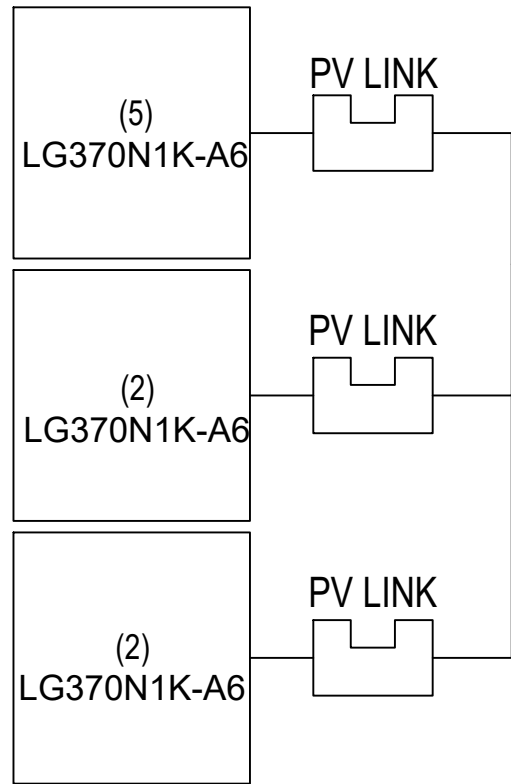 PV LINK
(5)
LG370N1K-A6
PV LINK
(2)
LG370N1K-A6
PV LINK
(2)
LG370N1K-A6